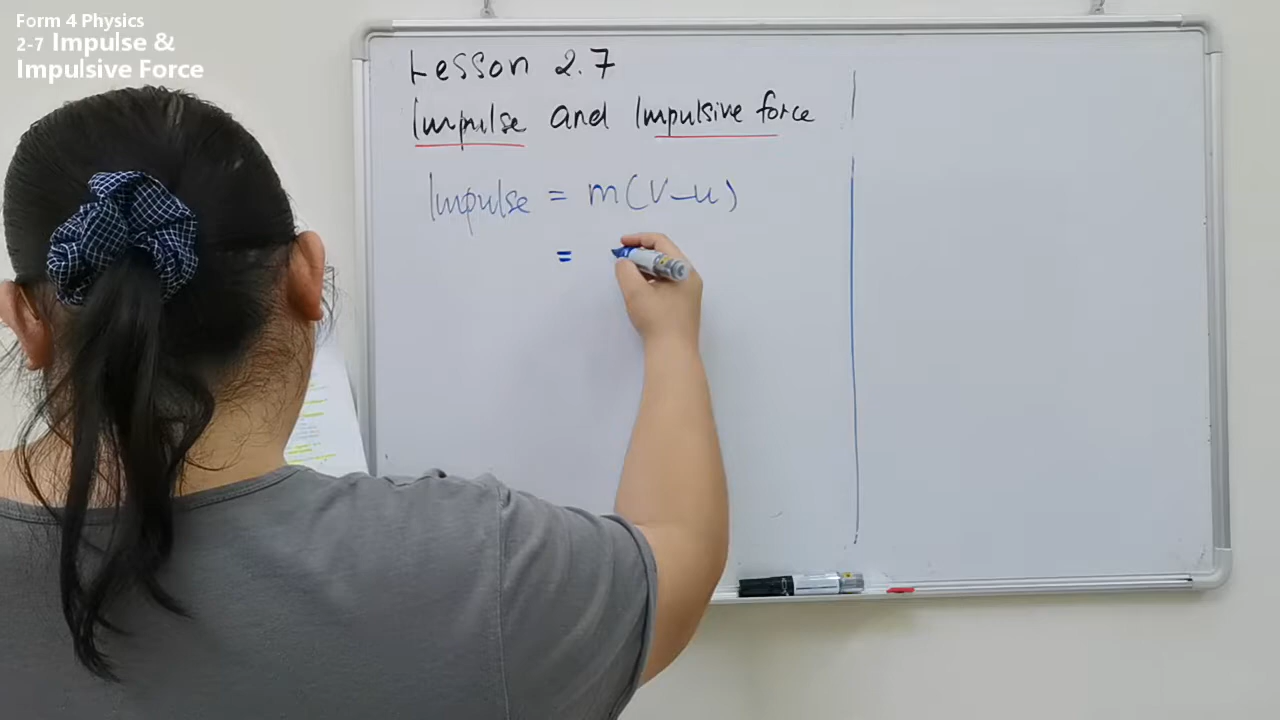 Form 4 Physics
2-7 Impulse &
Impulsive Force
Lesson 2.7
Impulse and Impulsive force
Impulse = m(v-u)
=